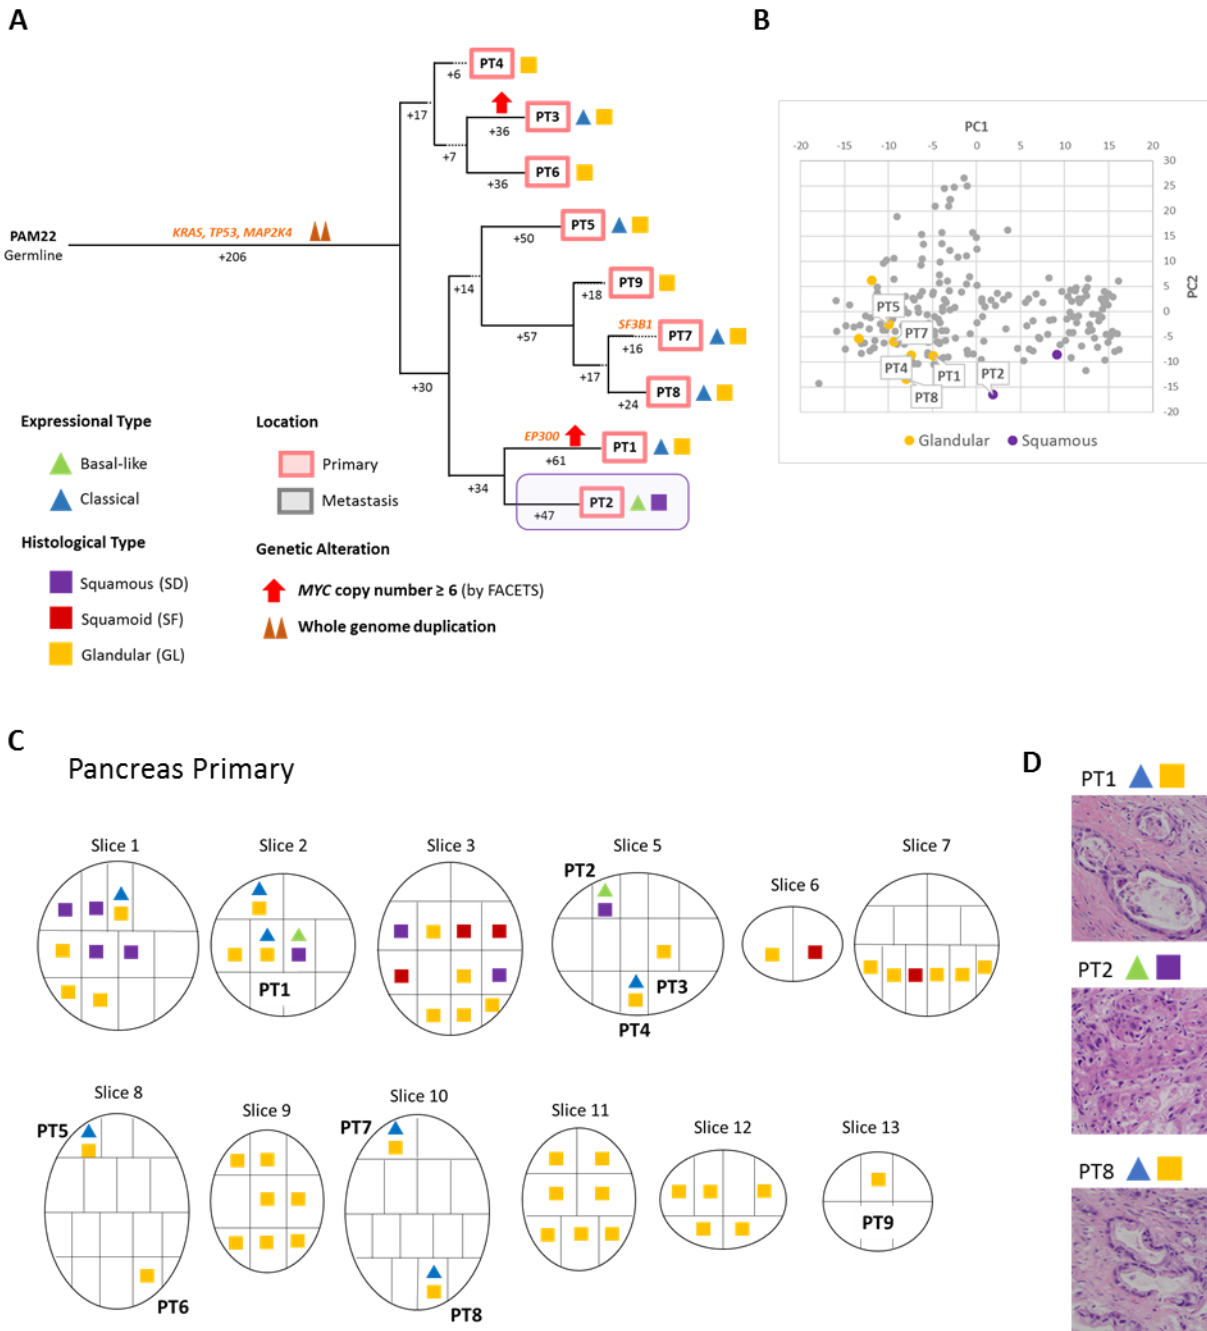 A
PT4
+6
+17
PT3
+36
+7
PT6
+36
PAM22
Germline
KRAS, TP53, MAP2K4
+206
PT5
+50
+14
PT9
+18
+57
SF3B1
PT7
+16
+17
PT8
+24
+30
EP300
PT1
+61
+34
PT2
+47
Expressional Type
Basal-like
Classical
Histological Type
Squamous (SD)
Squamoid (SF)
Glandular (GL)
Location
Primary
Metastasis
Genetic Alteration
MYC copy number ≥ 6 (by FACETS)
Whole genome duplication
B
PC1
-20 -15 -10 -5 0 5 10 15 20
30
25
20
15
10
5
0
-5
-10
-15
-20
PC2
PT5
PT7
PT4
PT1
PT2
PT8
Glandular
Squamous
C
Pancreas Primary
Slice 1
Slice 2
PT1
Slice 3
Slice 5
PT2
PT3
PT4
Slice 6
Slice 7
Slice 8
PT5
PT6
Slice 9
Slice 10
PT7
PT8
Slice 11
Slice 12
Slice 13
PT9
D
PT1
PT2
PT8